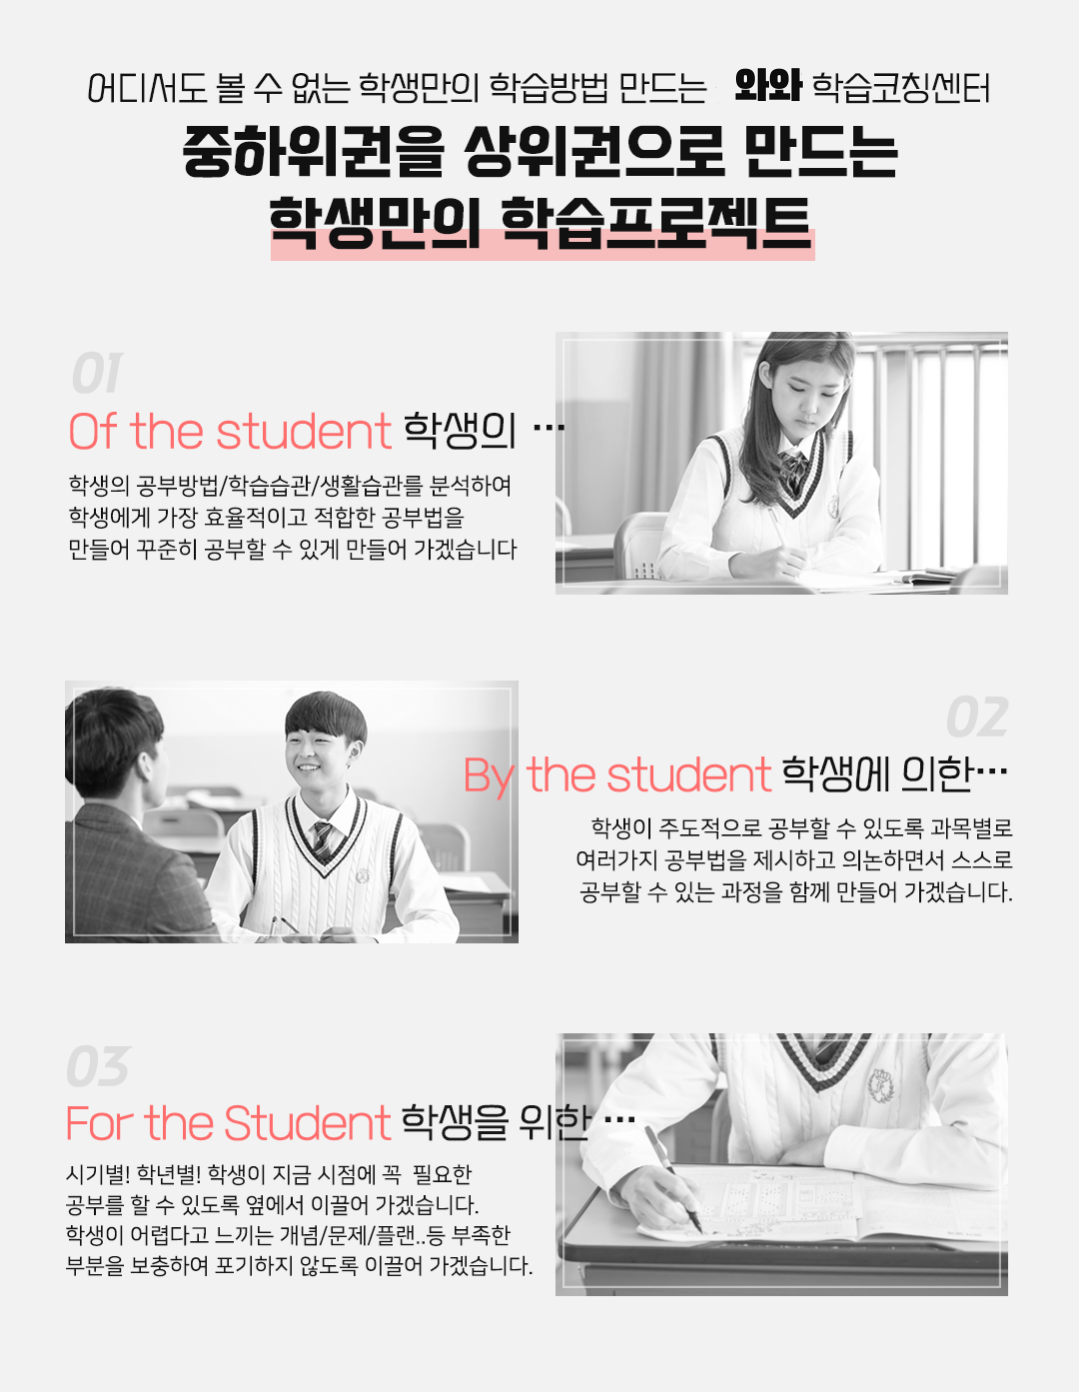 어디서도 볼 수 없는 학생만의 학습방법 만드는 와와 학습코칭센터
중하위권을 상위권으로 만드는
학생만의 학습프로젝트
01
Of the student 학생의 ···
학생의 공부방법/학습습관/생활습관를 분석하여
학생에게 가장 효율적이고 적합한 공부법을
만들어 꾸준히 공부할 수 있게 만들어 가겠습니다
02
By the student 학생에 의한···
학생이 주도적으로 공부할 수 있도록 과목별로
여러가지 공부법을 제시하고 의논하면서 스스로
공부할 수 있는 과정을 함께 만들어 가겠습니다.
03
For the Student 학생을 위한 ···
시기별! 학년별! 학생이 지금 시점에 꼭 필요한
공부를 할 수 있도록 옆에서 이끌어 가겠습니다.
학생이 어렵다고 느끼는 개념/문제/플랜..등 부족한
부분을 보충하여 포기하지 않도록 이끌어 가겠습니다.